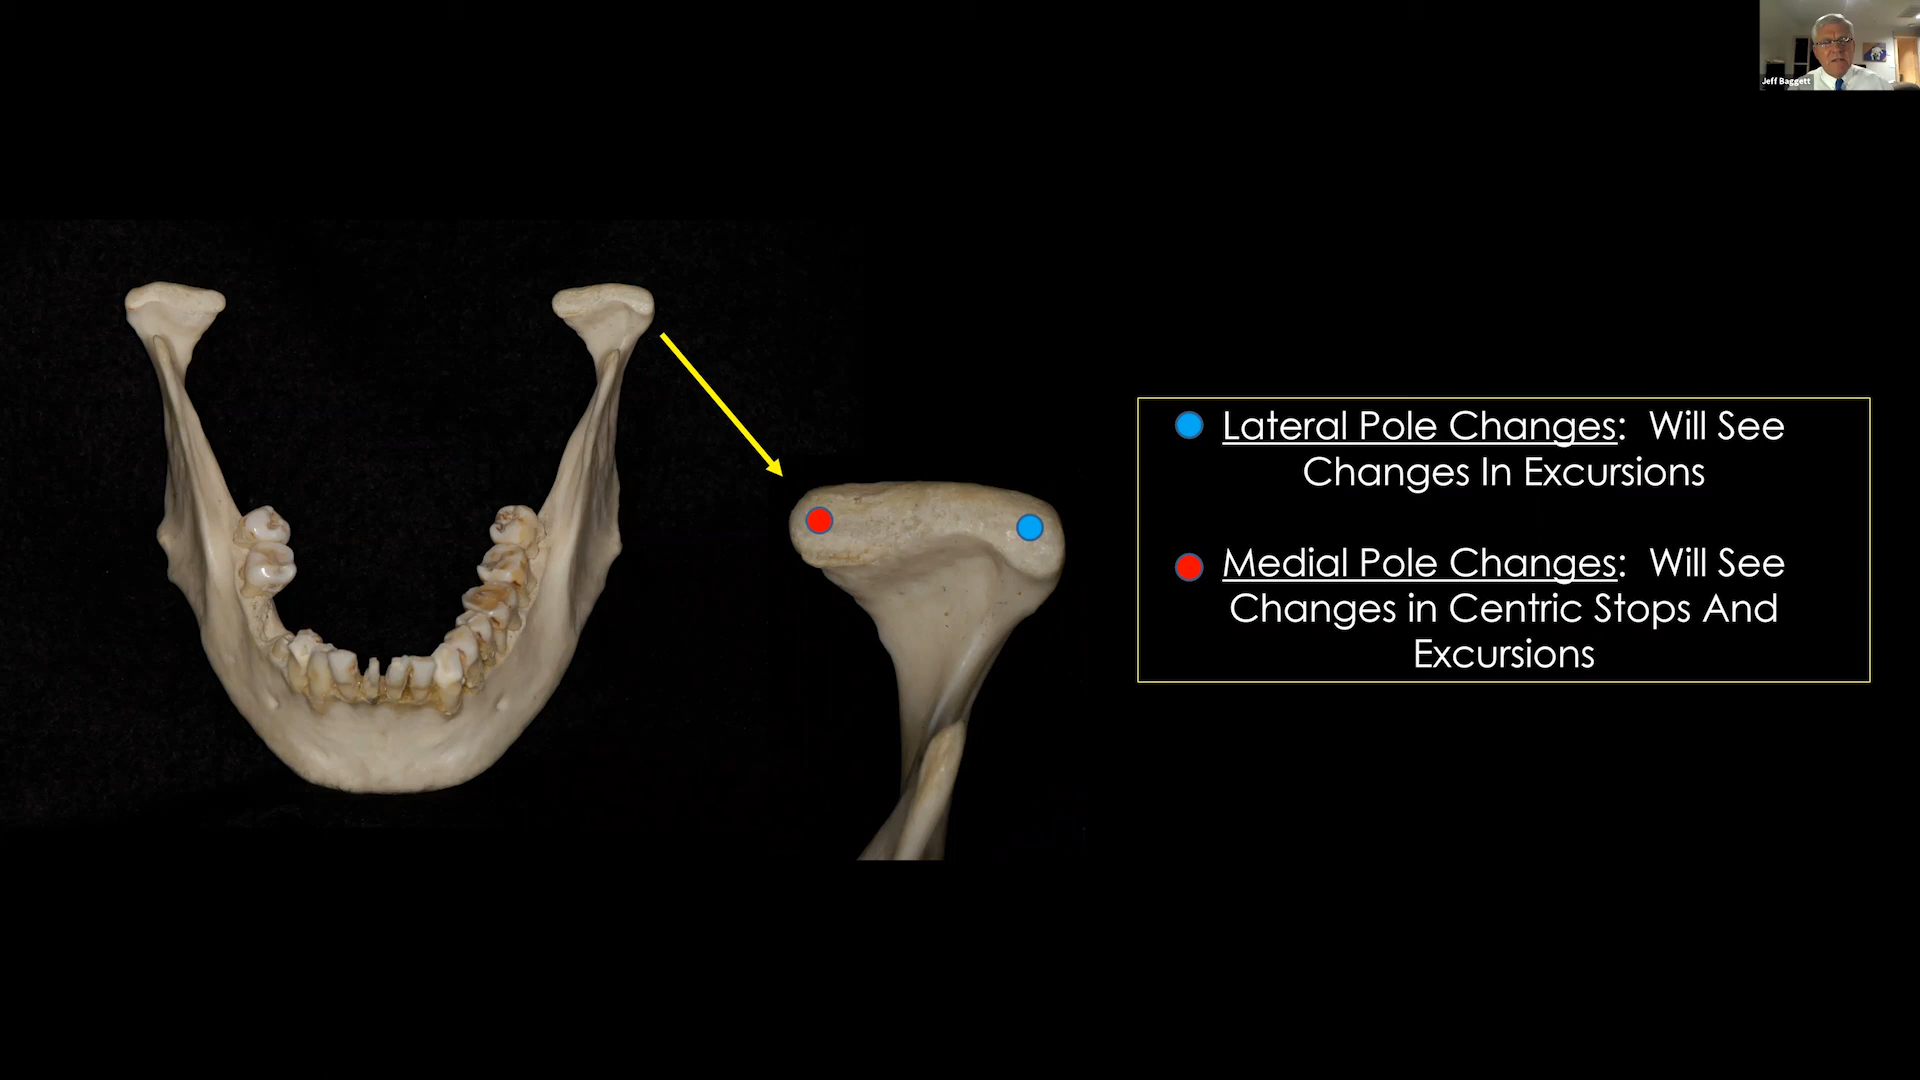 Jeff Baggett
Lateral Pole Changes: Will See
Changes In Excursions
Medial Pole Changes: Will See
Changes in Centric Stops And
Excursions